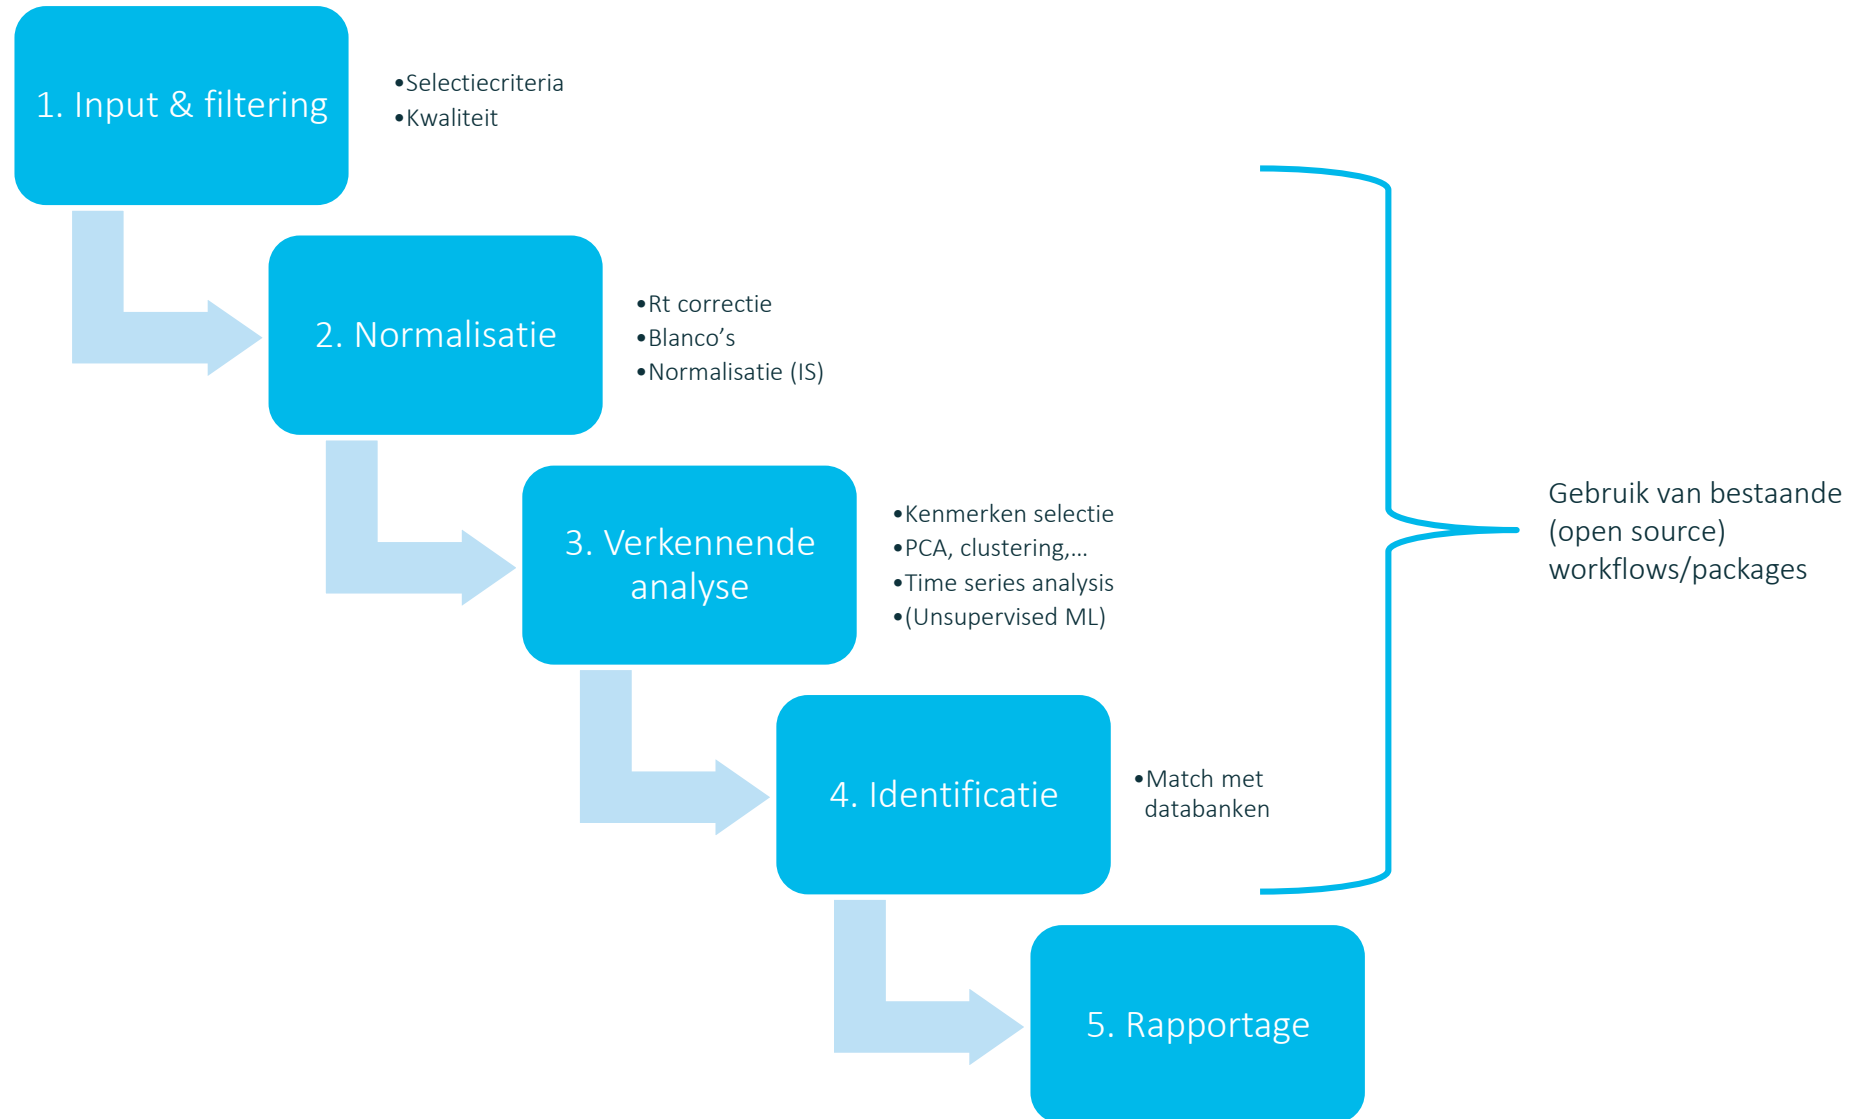 1. Input & filtering
•Selectiecriteria
•Kwaliteit
2. Normalisatie
•Rt correctie
•Blanco’s
•Normalisatie (IS)
3. Verkennende
analyse
•Kenmerken selectie
•PCA, clustering,...
•Time series analysis
•(Unsupervised ML)
4. Identificatie
•Match met
databanken
5. Rapportage
Gebruik van bestaande
(open source)
workflows/packages